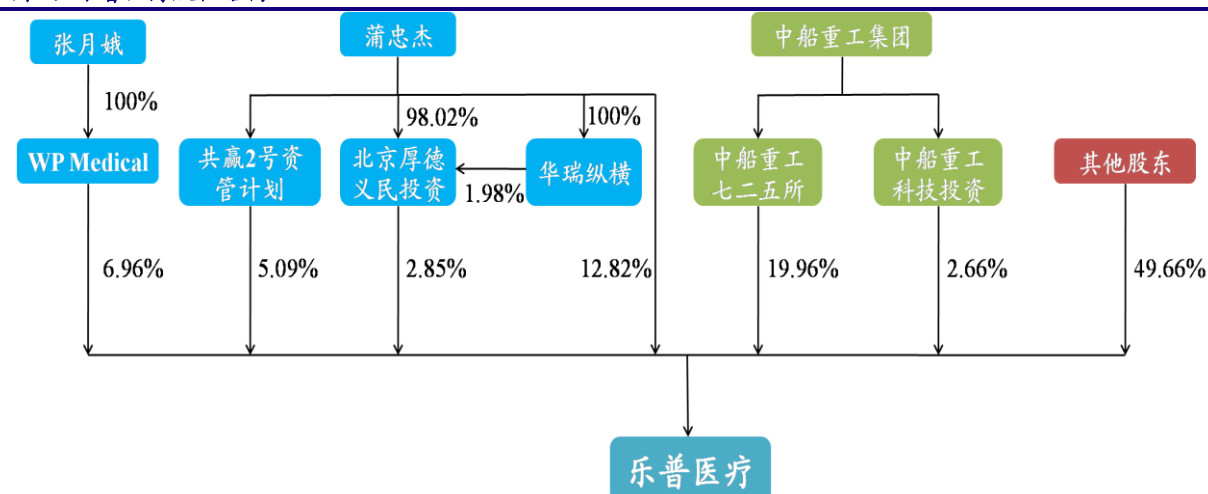 张月娥
蒲忠杰
中船重工集团
100%
98.02%
100%
WP Medical
共赢2号资
管计划
北京厚德
义民投资
1.98%
华瑞纵横
中船重工
七二五所
中船重工
科技投资
其他股东
6.96%
5.09%
2.85%
12.82%
19.96%
2.66%
49.66%
乐普医疗